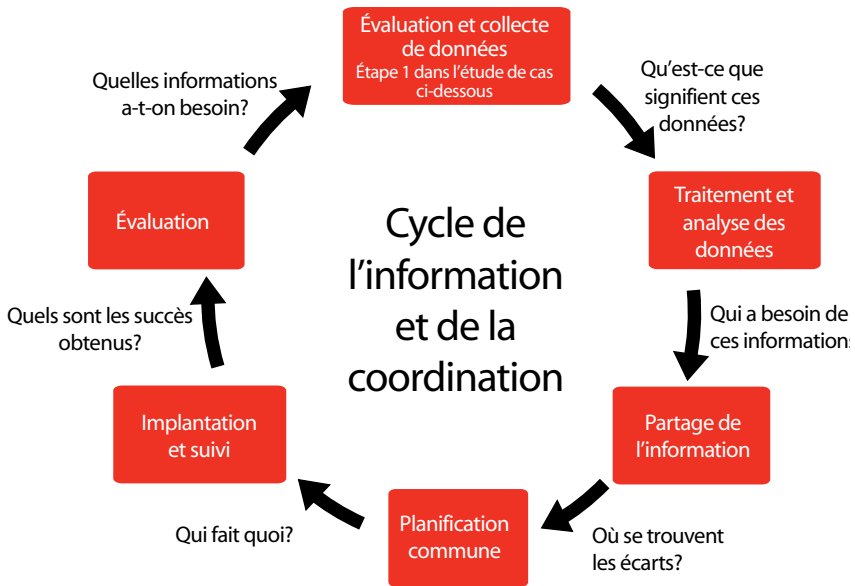 Évaluation et collecte
de données
Étape 1 dans l'étude de cas
ci-dessous
Qu'est-ce que
signifient ces
données?
Traitement et
analyse des
données
Qui a besoin de
ces informations
Partage de
l'information
Où se trouvent
les écarts?
Planification
commune
Qui fait quoi?
Implantation
et suivi
Quels sont les succès
obtenus?
Évaluation
Quelles informations
a-t-on besoin?
Cycle de
l'information
et de la
coordination